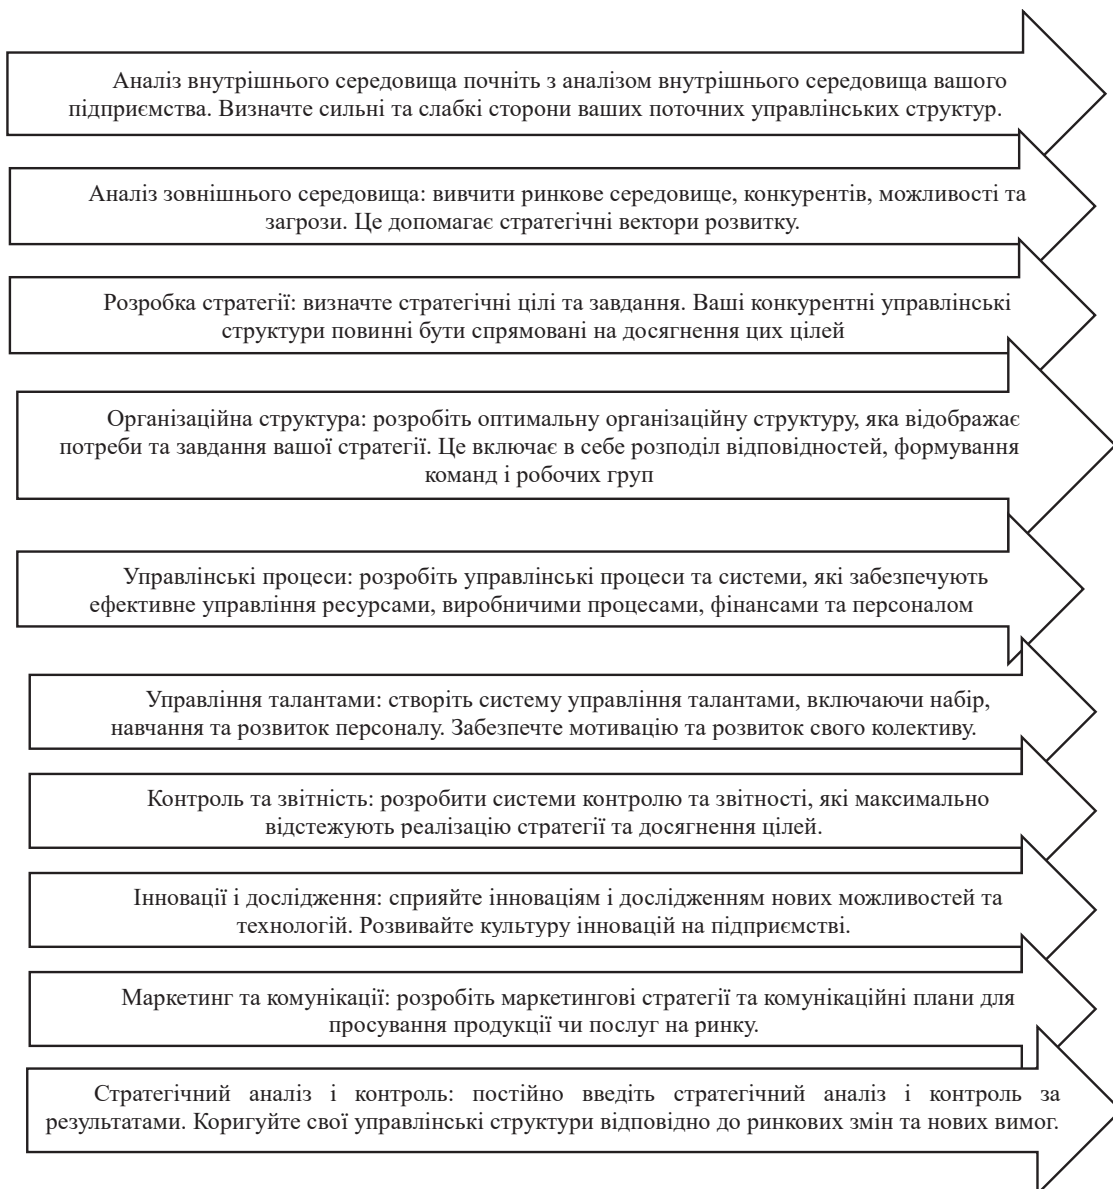 Аналіз внутрішнього середовища почніть з аналізом внутрішнього середовища вашого
підприємства. Визначте сильні та слабкі сторони ваших поточних управлінських структур.
Аналіз зовнішнього середовища: вивчити ринкове середовище, конкурентів, можливості та
загрози. Це допомагає стратегічні вектори розвитку.
Розробка стратегії: визначте стратегічні цілі та завдання. Ваші конкурентні управлінські
структури повинні бути спрямовані на досягнення цих цілей
Організаційна структура: розробіть оптимальну організаційну структуру, яка відображає
потреби та завдання вашої стратегії. Це включає в себе розподіл відповідностей, формування
команд і робочих груп
Управлінські процеси: розробіть управлінські процеси та системи, які забезпечують
ефективне управління ресурсами, виробничими процесами, фінансами та персоналом
Управління талантами: створіть систему управління талантами, включаючи набір,
навчання та розвиток персоналу. Забезпечте мотивацію та розвиток свого колективу.
Контроль та звітність: розробити системи контролю та звітності, які максимально
відстежують реалізацію стратегії та досягнення цілей.
Інновації і дослідження: сприяйте інноваціям і дослідженням нових можливостей та
технологій. Розвивайте культуру інновацій на підприємстві.
Маркетинг та комунікації: розробіть маркетингові стратегії та комунікаційні плани для
просування продукції чи послуг на ринку.
Стратегічний аналіз і контроль: постійно введіть стратегічний аналіз і контроль за
результатами. Коригуйте свої управлінські структури відповідно до ринкових змін та нових вимог.